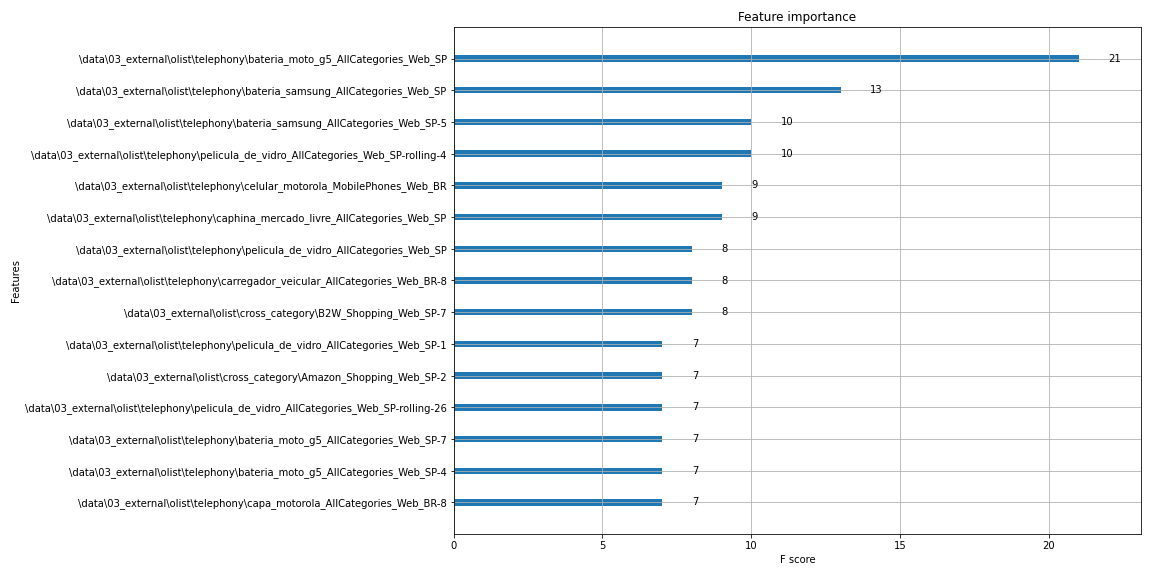 Feature importance
\data\03_external\olist\telephony\bateria_moto_g5_AllCategories_Web_SP 21
\data\03_external\olist\telephony\bateria_samsung_AllCategories_Web_SP 13
\data\03_external\olist\telephony\bateria_samsung_AllCategories_Web_SP-5 10
\data\03_external\olist\telephony\pelicula_de_vidro_AllCategories_Web_SP-rolling-4 10
\data\03_external\olist\telephony\celular_motorola_MobilePhones_Web_BR 9
\data\03_external\olist\telephony\caphina_mercado_livre_AllCategories_Web_SP 9
\data\03_external\olist\telephony\pelicula_de_vidro_AllCategories_Web_SP 8
\data\03_external\olist\telephony\carregador_veicular_AllCategories_Web_BR-8 8
\data\03_external\olist\cross_category\B2W_Shopping_Web_SP-7 8
\data\03_external\olist\telephony\pelicula_de_vidro_AllCategories_Web_SP-1 7
\data\03_external\olist\cross_category\Amazon_Shopping_Web_SP-2 7
\data\03_external\olist\telephony\pelicula_de_vidro_AllCategories_Web_SP-rolling-26 7
\data\03_external\olist\telephony\bateria_moto_g5_AllCategories_Web_SP-7 7
\data\03_external\olist\telephony\bateria_moto_g5_AllCategories_Web_SP-4 7
\data\03_external\olist\telephony\capa_motorola_AllCategories_Web_BR-8 7
Features
0 5 10 15 20
F score